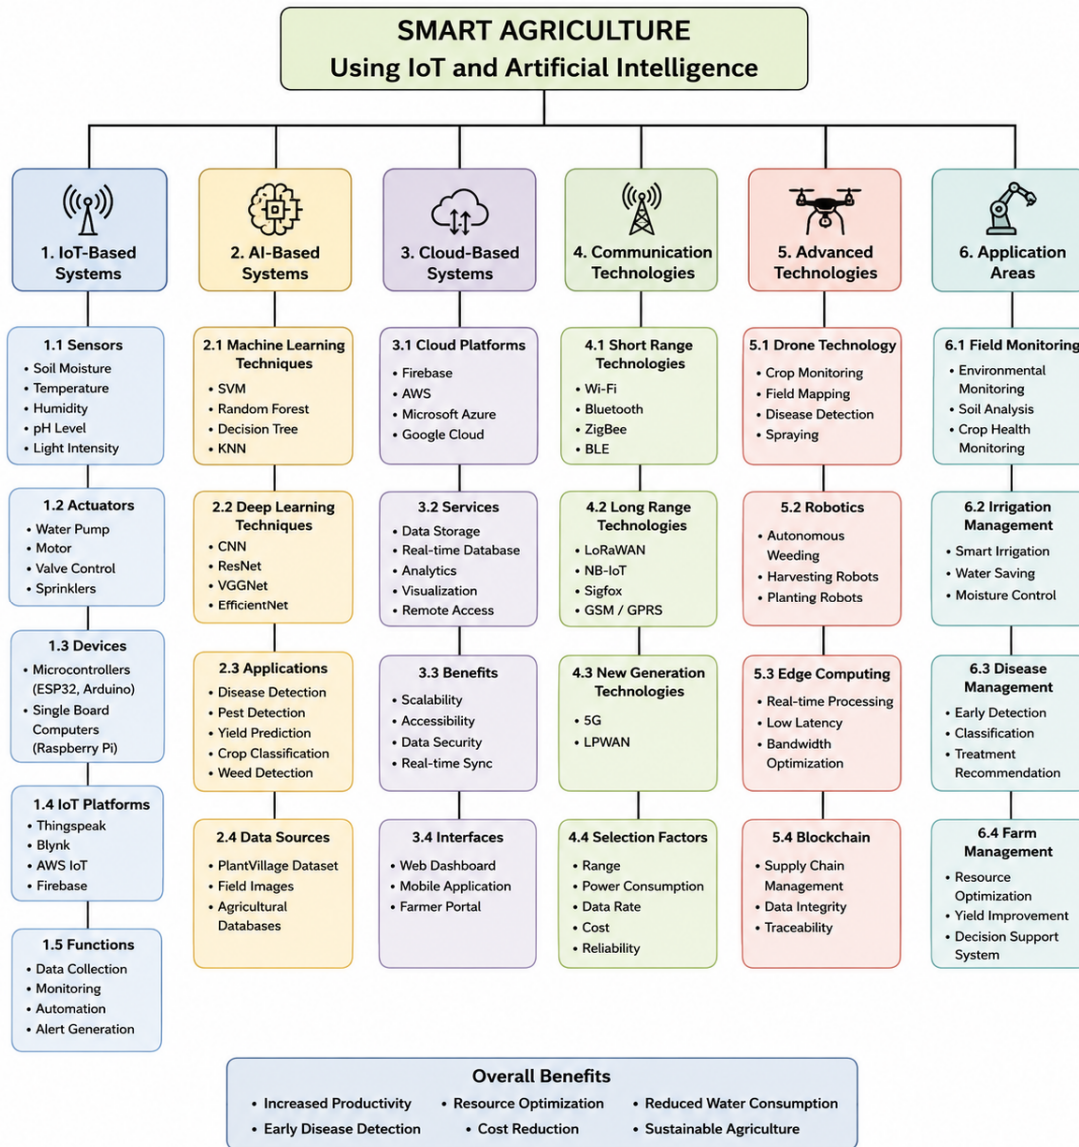 SMART AGRICULTURE
Using IoT and Artificial Intelligence
1. IoT-Based
Systems
1.1 Sensors
• Soil Moisture
• Temperature
• Humidity
• pH Level
• Light Intensity
1.2 Actuators
• Water Pump
• Motor
• Valve Control
• Sprinklers
1.3 Devices
• Microcontrollers
(ESP32, Arduino)
• Single Board
Computers
(Raspberry Pi)
1.4 IoT Platforms
• Thingspeak
• Blynk
• AWS IoT
• Firebase
1.5 Functions
• Data Collection
• Monitoring
• Automation
• Alert Generation
2. AI-Based
Systems
2.1 Machine Learning
Techniques
• SVM
• Random Forest
• Decision Tree
• KNN
2.2 Deep Learning
Techniques
• CNN
• ResNet
• VGGNet
• EfficientNet
2.3 Applications
• Disease Detection
• Pest Detection
• Yield Prediction
• Crop Classification
• Weed Detection
2.4 Data Sources
• PlantVillage Dataset
• Field Images
• Agricultural
Databases
3. Cloud-Based
Systems
3.1 Cloud Platforms
• Firebase
• AWS
• Microsoft Azure
• Google Cloud
3.2 Services
• Data Storage
• Real-time Database
• Analytics
• Visualization
• Remote Access
3.3 Benefits
• Scalability
• Accessibility
• Data Security
• Real-time Sync
3.4 Interfaces
• Web Dashboard
• Mobile Application
• Farmer Portal
4. Communication
Technologies
4.1 Short Range
Technologies
• Wi-Fi
• Bluetooth
• ZigBee
• BLE
4.2 Long Range
Technologies
• LoRaWAN
• NB-IoT
• Sigfox
• GSM / GPRS
4.3 New Generation
Technologies
• 5G
• LPWAN
4.4 Selection Factors
• Range
• Power Consumption
• Data Rate
• Cost
• Reliability
5. Advanced
Technologies
5.1 Drone Technology
• Crop Monitoring
• Field Mapping
• Disease Detection
• Spraying
5.2 Robotics
• Autonomous
Weeding
• Harvesting Robots
• Planting Robots
5.3 Edge Computing
• Real-time Processing
• Low Latency
• Bandwidth
Optimization
5.4 Blockchain
• Supply Chain
Management
• Data Integrity
• Traceability
6. Application
Areas
6.1 Field Monitoring
• Environmental
Monitoring
• Soil Analysis
• Crop Health
Monitoring
6.2 Irrigation
Management
• Smart Irrigation
• Water Saving
• Moisture Control
6.3 Disease
Management
• Early Detection
• Classification
• Treatment
Recommendation
6.4 Farm
Management
• Resource
Optimization
• Yield Improvement
• Decision Support
System
Overall Benefits
• Increased Productivity • Resource Optimization • Reduced Water Consumption
• Early Disease Detection • Cost Reduction • Sustainable Agriculture